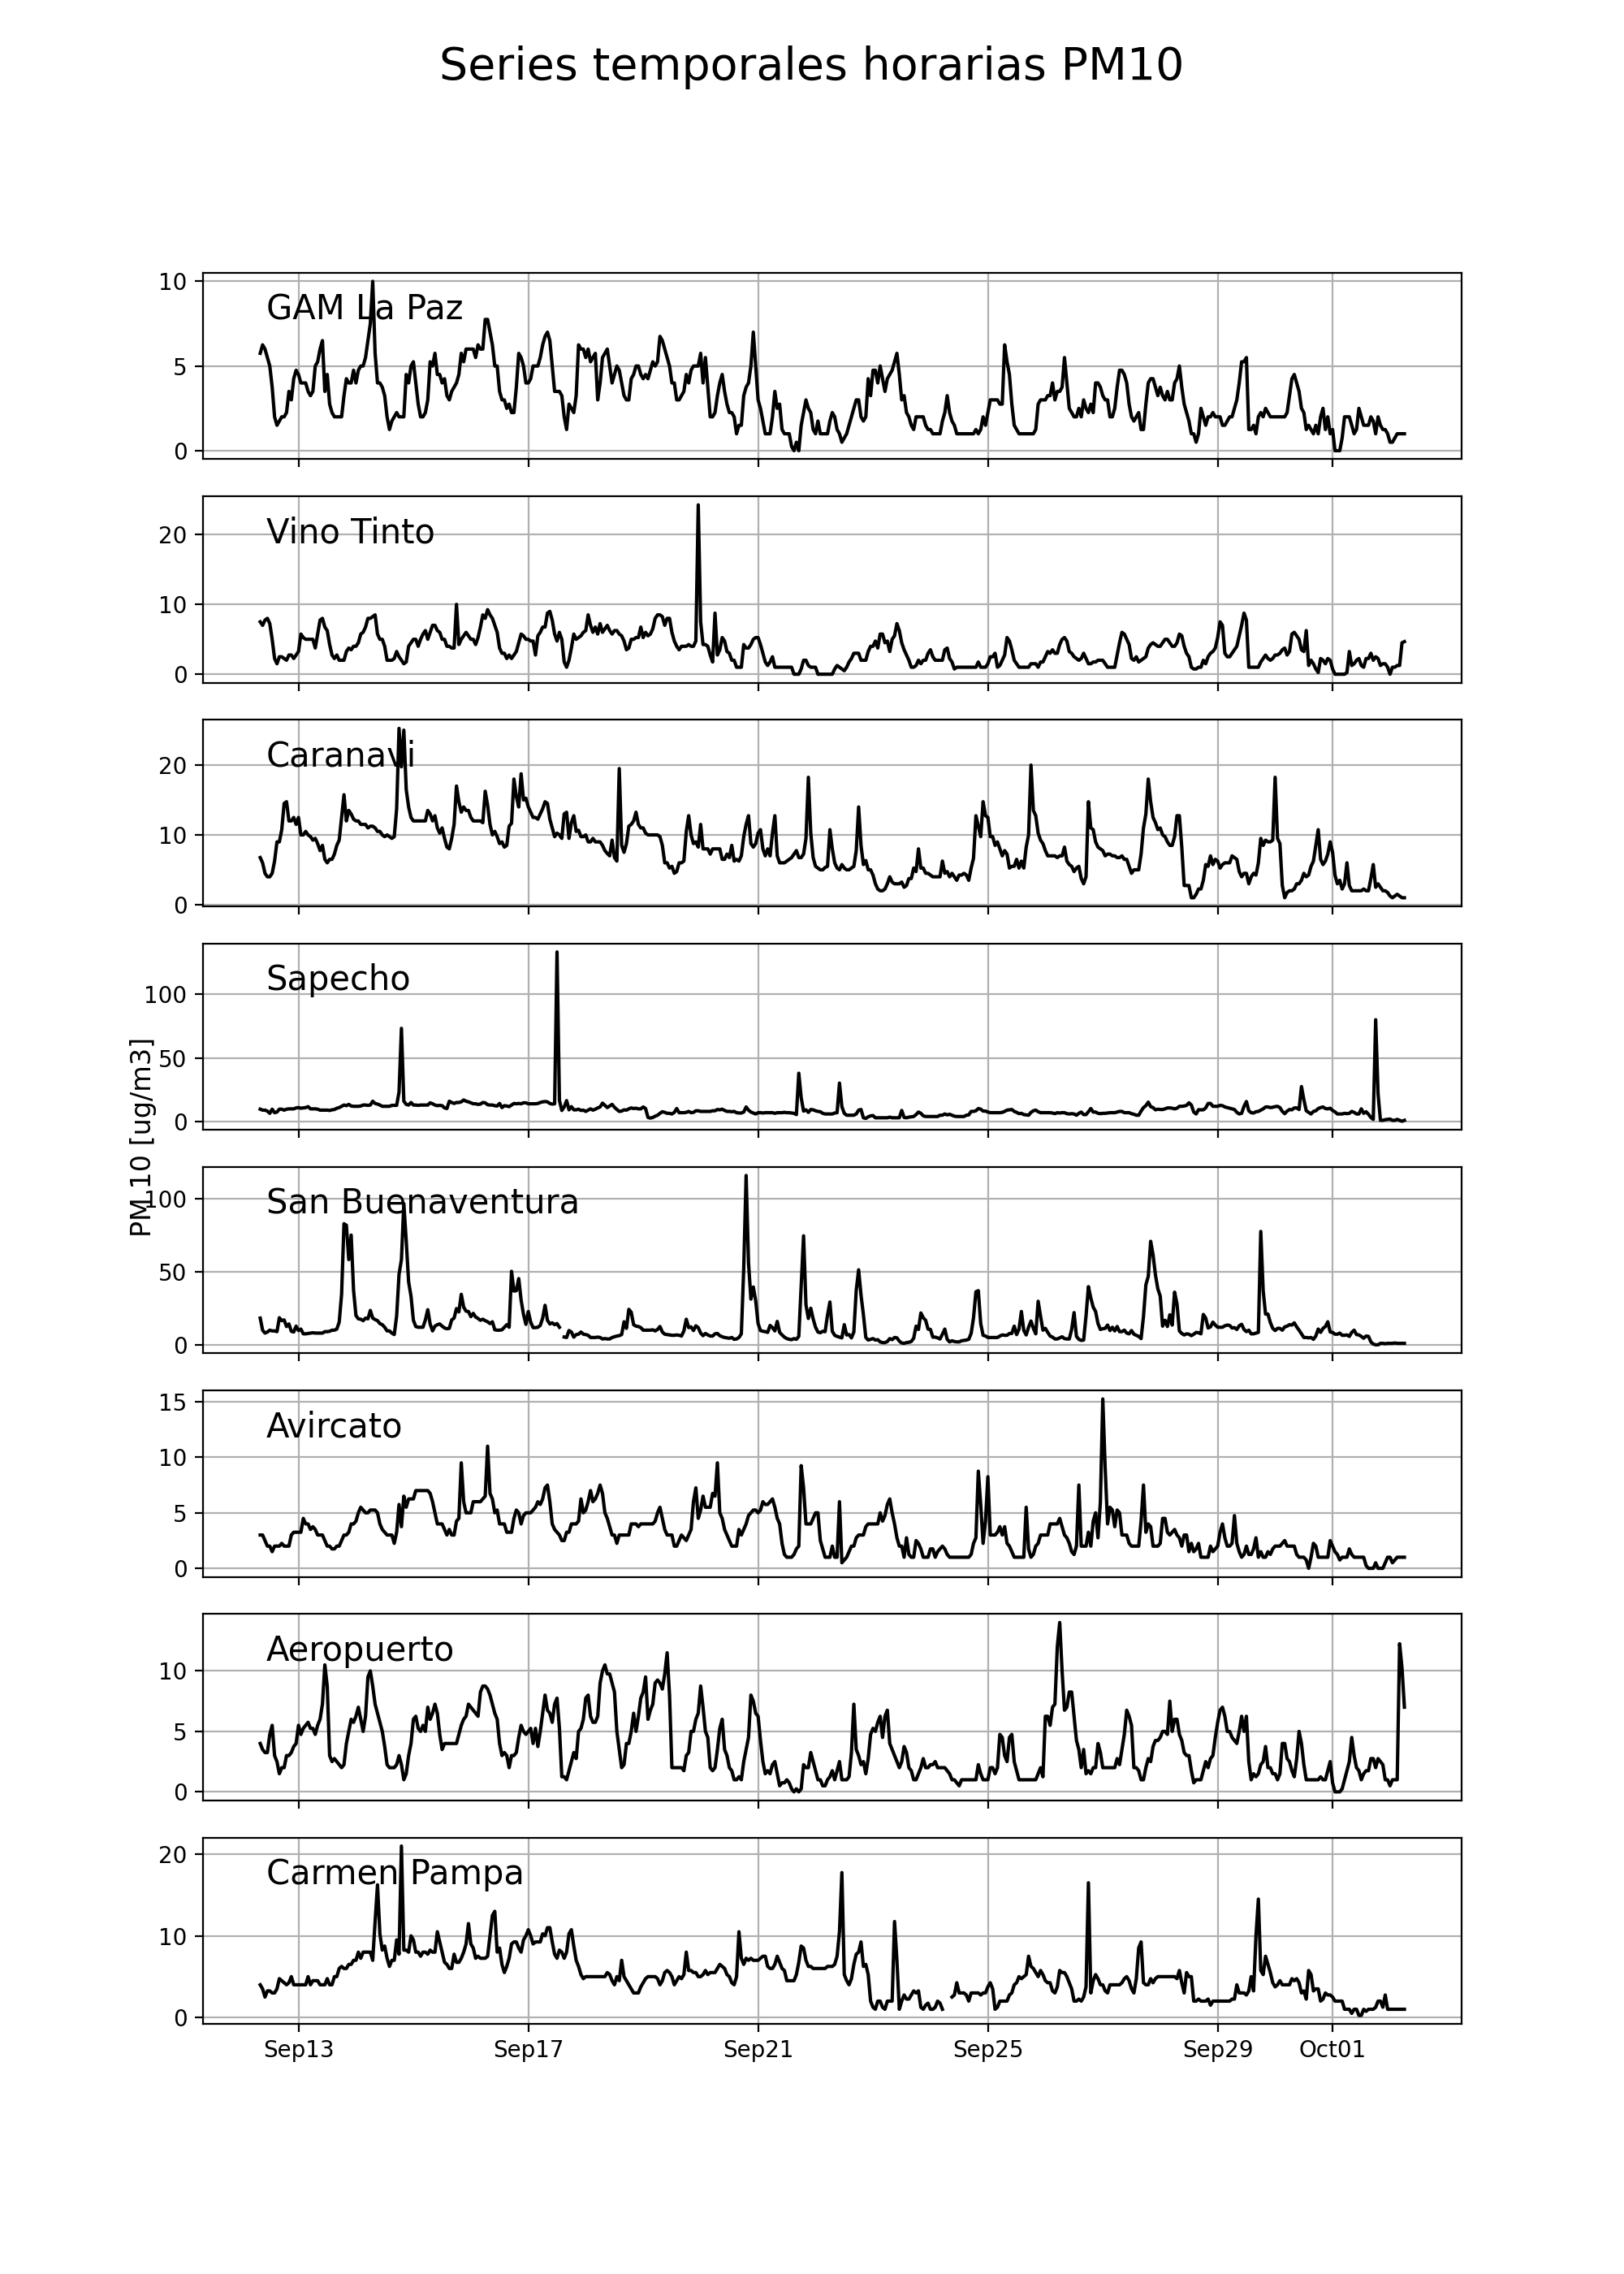 Series temporales horarias PM10
GAM La Paz
10
5
0
Vino Tinto
20
10
0
Caranavi
20
10
0
Sapecho
100
50
0
PM 10 [ug/m3]
San Buenaventura
100
50
0
Avircato
15
10
5
0
Aeropuerto
10
5
0
Carmen Pampa
20
10
0
Sep13 Sep17 Sep21 Sep25 Sep29 Oct01